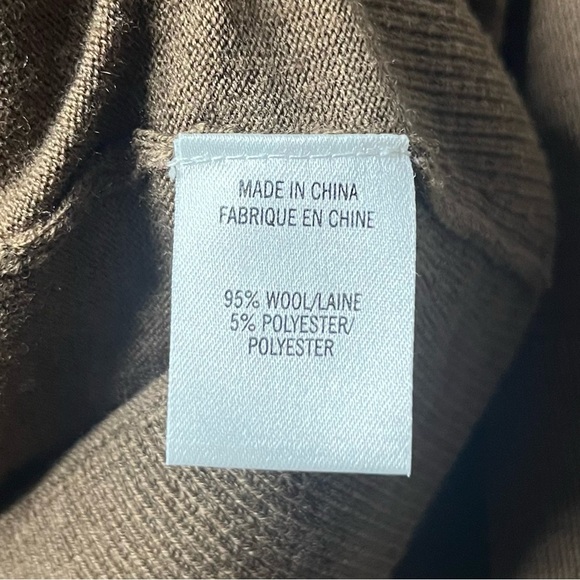 MADE IN CHINA
FABRIQUE EN CHINE
95% WOOL/LAINE
5% POLYESTER/
POLYESTER